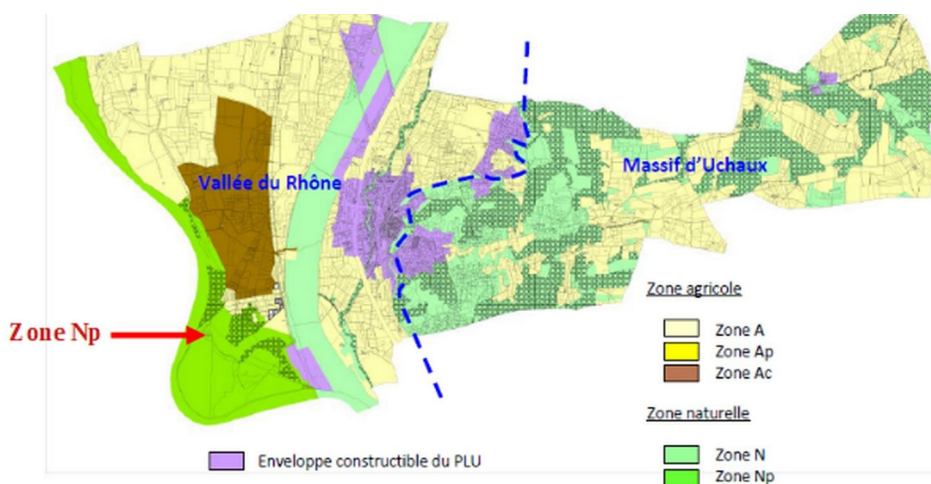 Vallée du Rhône
Massif d'Uchaux
Zone Np
Zone agricole
Zone A
Zone Ap
Zone Ac
Zone naturelle
Enveloppe constructible du PLU
Zone N
Zone Np